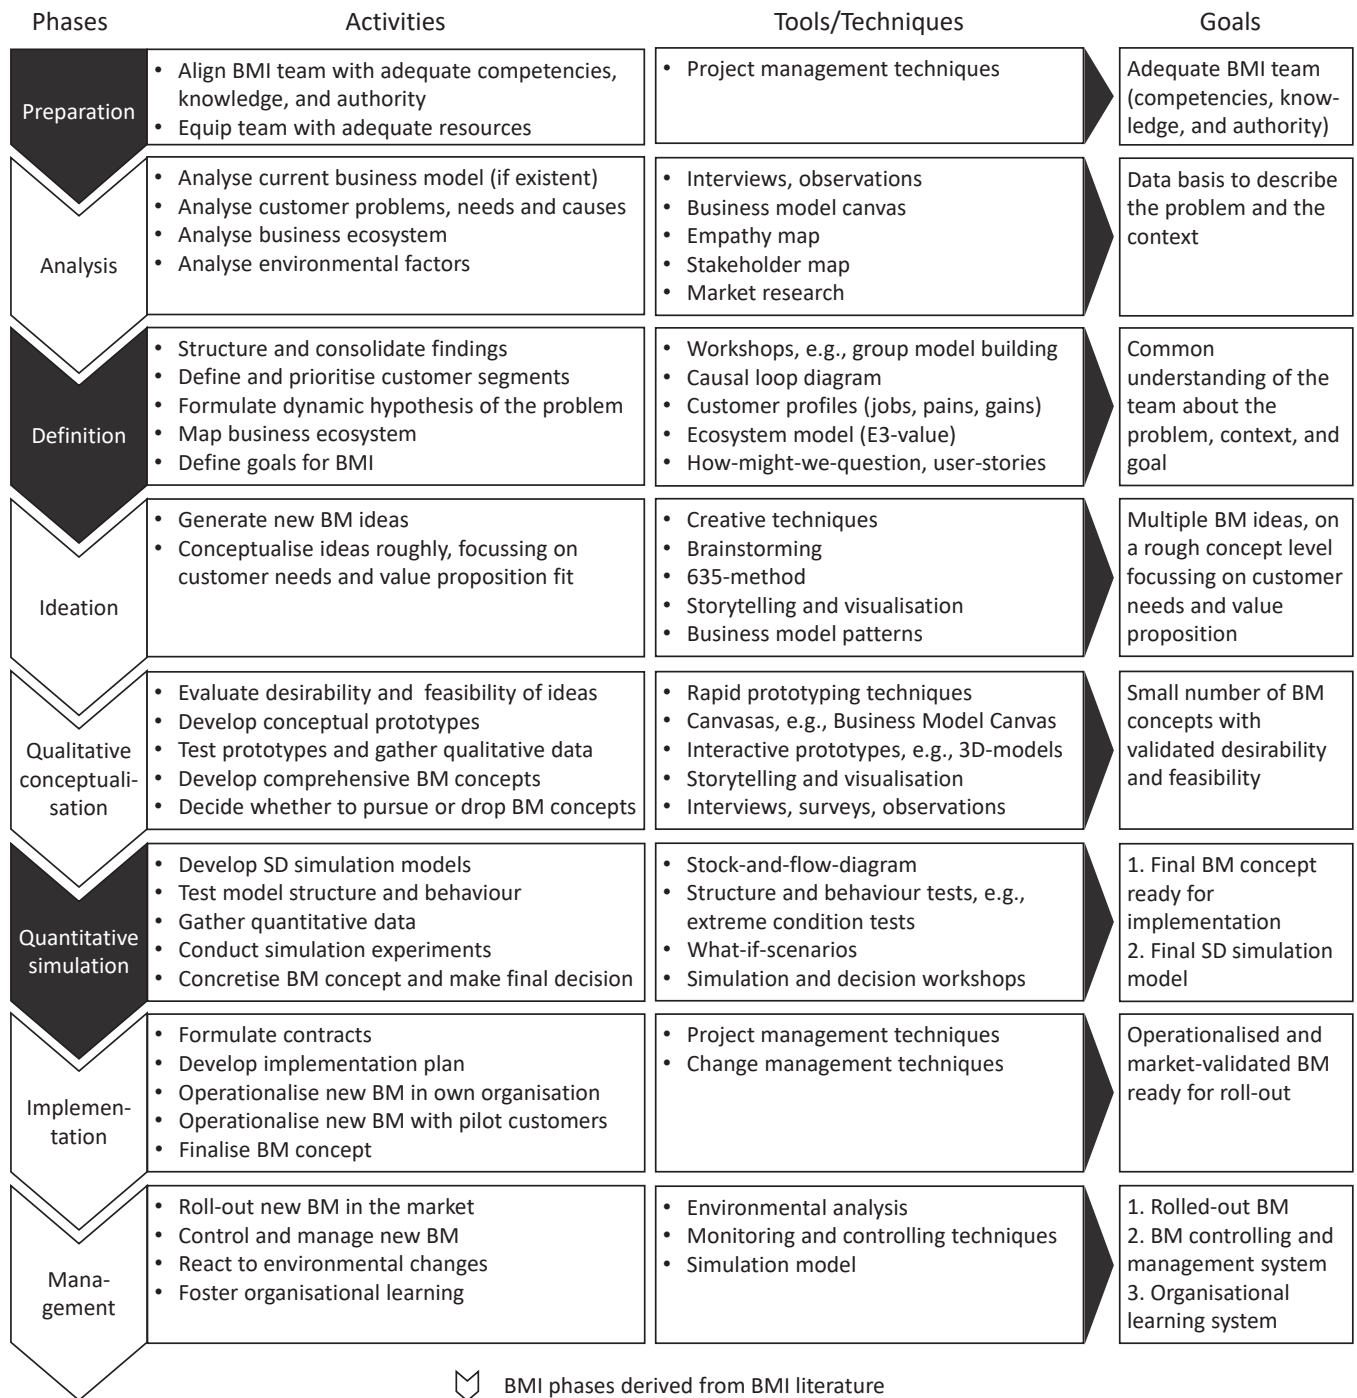 Phases Activities Tools/Techniques Goals
Preparation
• Align BMI team with adequate competencies,
knowledge, and authority
• Equip team with adequate resources
• Project management techniques
Adequate BMI team
(competencies, know-
ledge, and authority)
Analysis
• Analyse current business model (if existent)
• Analyse customer problems, needs and causes
• Analyse business ecosystem
• Analyse environmental factors
• Interviews, observations
• Business model canvas
• Empathy map
• Stakeholder map
• Market research
Data basis to describe
the problem and the
context
Definition
• Structure and consolidate findings
• Define and prioritise customer segments
• Formulate dynamic hypothesis of the problem
• Map business ecosystem
• Define goals for BMI
• Workshops, e.g., group model building
• Causal loop diagram
• Customer profiles (jobs, pains, gains)
• Ecosystem model (E3-value)
• How-might-we-question, user-stories
Common
understanding of the
team about the
problem, context, and
goal
Ideation
• Generate new BM ideas
• Conceptualise ideas roughly, focussing on
customer needs and value proposition fit
• Creative techniques
• Brainstorming
• 635-method
• Storytelling and visualisation
• Business model patterns
Multiple BM ideas, on
a rough concept level
focussing on customer
needs and value
proposition
Qualitative
conceptuali-
sation
• Evaluate desirability and feasibility of ideas
• Develop conceptual prototypes
• Test prototypes and gather qualitative data
• Develop comprehensive BM concepts
• Decide whether to pursue or drop BM concepts
• Rapid prototyping techniques
• Canvasas, e.g., Business Model Canvas
• Interactive prototypes, e.g., 3D-models
• Storytelling and visualisation
• Interviews, surveys, observations
Small number of BM
concepts with
validated desirability
and feasibility
Quantitative
simulation
• Develop SD simulation models
• Test model structure and behaviour
• Gather quantitative data
• Conduct simulation experiments
• Concretise BM concept and make final decision
• Stock-and-flow-diagram
• Structure and behaviour tests, e.g.,
extreme condition tests
• What-if-scenarios
• Simulation and decision workshops
1. Final BM concept
ready for
implementation
2. Final SD simulation
model
Implemen-
tation
• Formulate contracts
• Develop implementation plan
• Operationalise new BM in own organisation
• Operationalise new BM with pilot customers
• Finalise BM concept
• Project management techniques
• Change management techniques
Operationalised and
market-validated BM
ready for roll-out
Mana-
gement
• Roll-out new BM in the market
• Control and manage new BM
• React to environmental changes
• Foster organisational learning
• Environmental analysis
• Monitoring and controlling techniques
• Simulation model
1. Rolled-out BM
2. BM controlling and
management system
3. Organisational
learning system
BMI phases derived from BMI literature